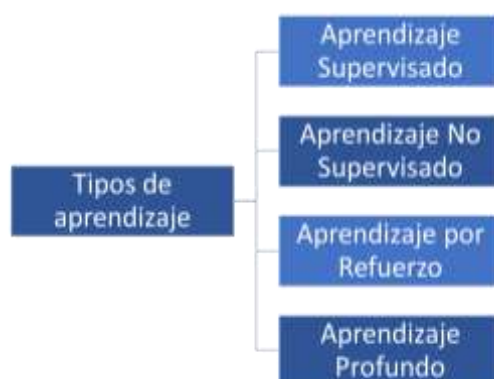 Aprendizaje
Supervisado
Aprendizaje No
Supervisado
Tipos de
aprendizaje
Aprendizaje por
Refuerzo
Aprendizaje
Profundo